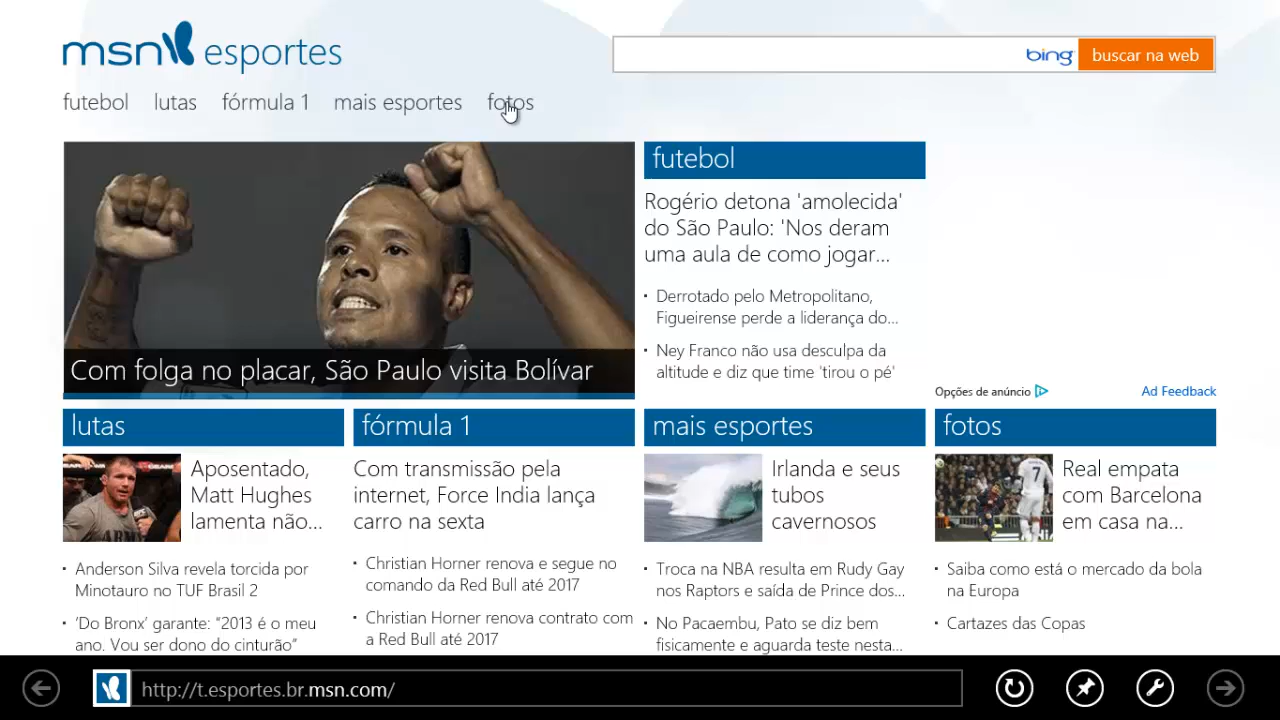 msn esportes
bing
buscar na web
futebol lutas fórmula 1 mais esportes fotos
Com folga no placar, São Paulo visita Bolívar
futebol
Rogério detona 'amolecida'
do São Paulo: 'Nos deram
uma aula de como jogar...
Derrotado pelo Metropolitano,
Figueirense perde a liderança do...
Ney Franco não usa desculpa da
altitude e diz que time 'tirou o pé'
Opções de anúncio
Ad Feedback
lutas
Aposentado,
Matt Hughes
lamenta não...
Anderson Silva revela torcida por
Minotauro no TUF Brasil 2
'Do Bronx' garante: "2013 é o meu
ano. Vou ser dono do cinturão"
fórmula 1
Com transmissão pela
internet, Force India lança
carro na sexta
Christian Horner renova e segue no
comando da Red Bull até 2017
Christian Horner renova contrato com
a Red Bull até 2017
mais esportes
Irlanda e seus
tubos
cavernosos
Troca na NBA resulta em Rudy Gay
nos Raptors e saída de Prince dos...
No Pacaembu, Pato se diz bem
fisicamente e aguarda teste nesta...
fotos
7
Real empata
com Barcelona
em casa na...
Saiba como está o mercado da bola
na Europa
Cartazes das Copas
http://t.esportes.br.msn.com/